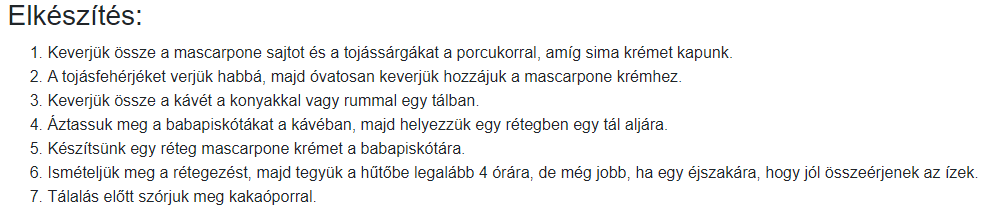 Elkészítés:
1. Keverjük össze a mascarpone sajtot és a tojássárgákat a porcukorral, amíg sima krémet kapunk.
2. A tojásfehérjéket verjük habbá, majd óvatosan keverjük hozzájuk a mascarpone krémhez.
3. Keverjük össze a kávét a konyakkal vagy rummal egy tálban.
4. Áztassuk meg a babapiskótákat a kávéban, majd helyezzük egy rétegben egy tál aljára.
5. Készítsünk egy réteg mascarpone krémet a babapiskótára.
6. Ismételjük meg a rétegezést, majd tegyük a hűtőbe legalább 4 órára, de még jobb, ha egy éjszakára, hogy jól összeérjenek az ízek.
7. Tálalás előtt szórjuk meg kakaóporral.